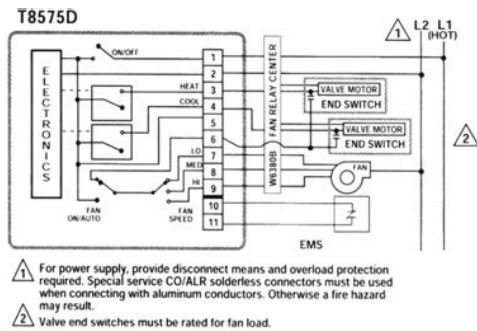 T8575D
L2 L1
(HOT)
1
ON/OFF
ELECTRONICS
HEAT
COOL
LO
MED
HI
FAN ON/AUTO
FAN SPEED
1
2
3
4
5
6
7
8
9
10
11
FAN RELAY CENTER
W6380B
VALVE MOTOR
END SWITCH
VALVE MOTOR
END SWITCH
2
FAN
EMS
1 For power supply, provide disconnect means and overload protection
required. Special service CO/ALR solderless connectors must be used
when connecting with aluminum conductors. Otherwise a fire hazard
may result.
2 Valve end switches must be rated for fan load.